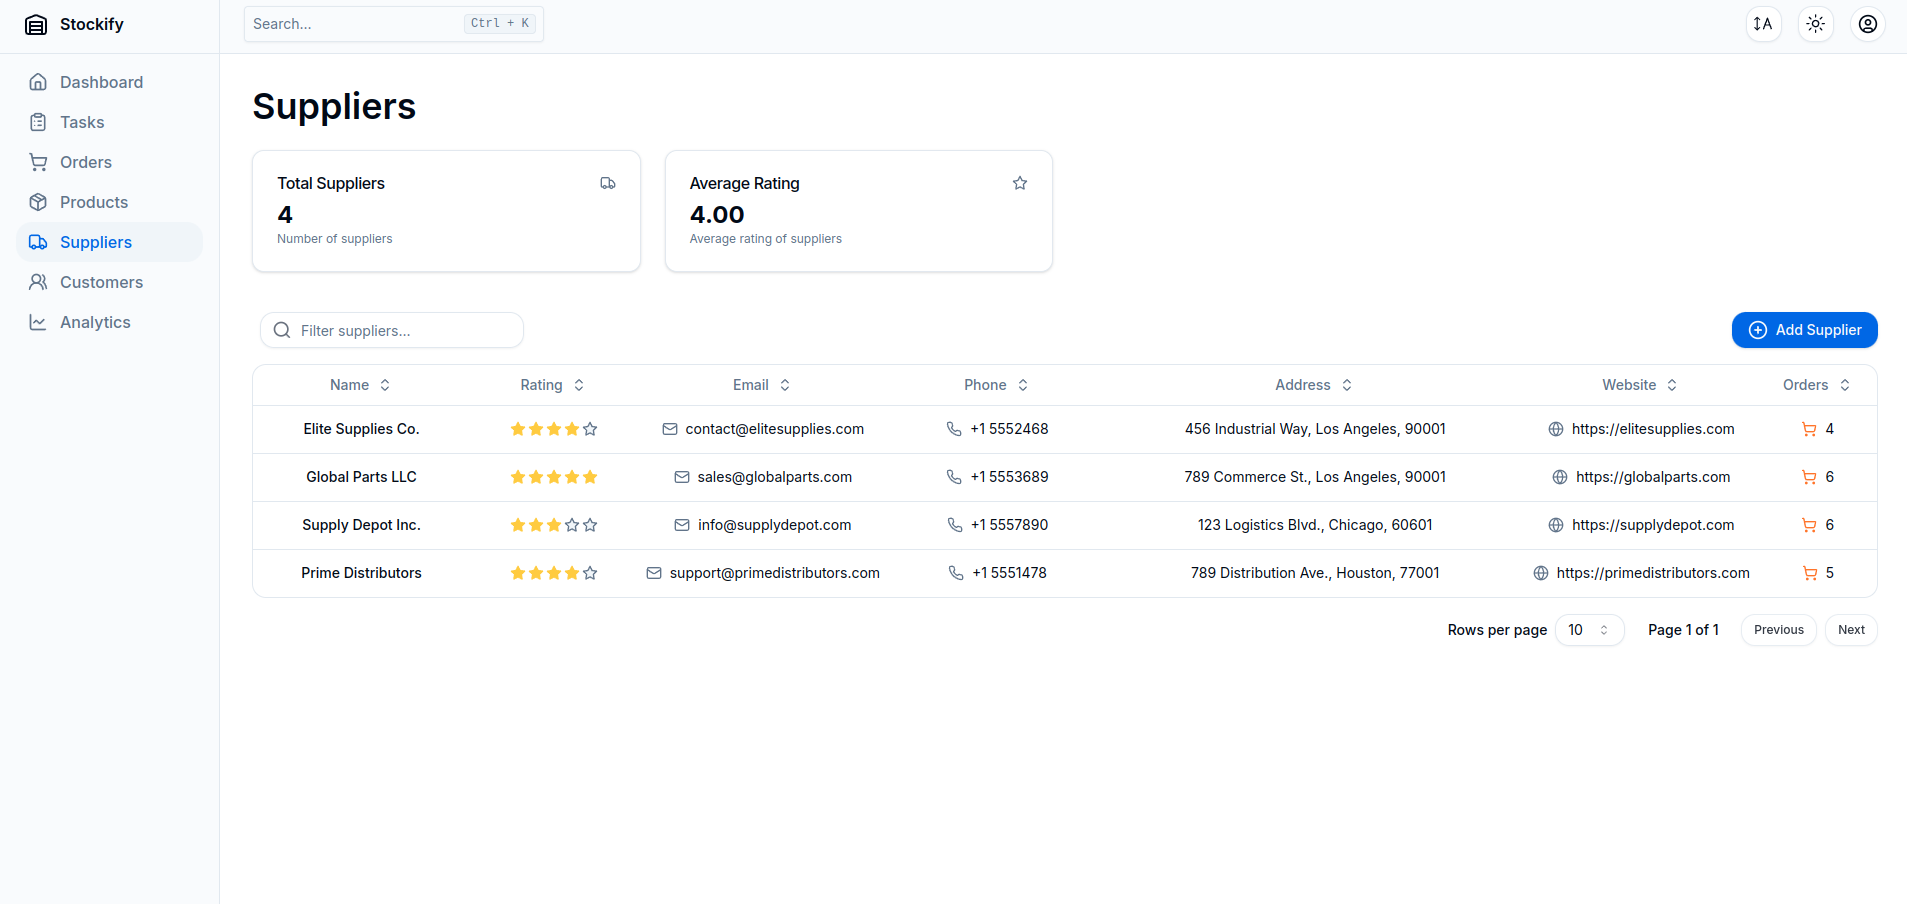 Stockify
Search...
Ctrl + K
A
Dashboard
Tasks
Orders
Products
Suppliers
Customers
Analytics
Suppliers
Total Suppliers
4
Number of suppliers
Average Rating
4.00
Average rating of suppliers
Filter suppliers...
Add Supplier
Name Rating Email Phone Address Website Orders
Elite Supplies Co. contact@elitesupplies.com +1 5552468 456 Industrial Way, Los Angeles, 90001 https://elitesupplies.com 4
Global Parts LLC sales@globalparts.com +1 5553689 789 Commerce St., Los Angeles, 90001 https://globalparts.com 6
Supply Depot Inc. info@supplydepot.com +1 5557890 123 Logistics Blvd., Chicago, 60601 https://supplydepot.com 6
Prime Distributors support@primedistributors.com +1 5551478 789 Distribution Ave., Houston, 77001 https://primedistributors.com 5
Rows per page 10 Page 1 of 1 Previous Next